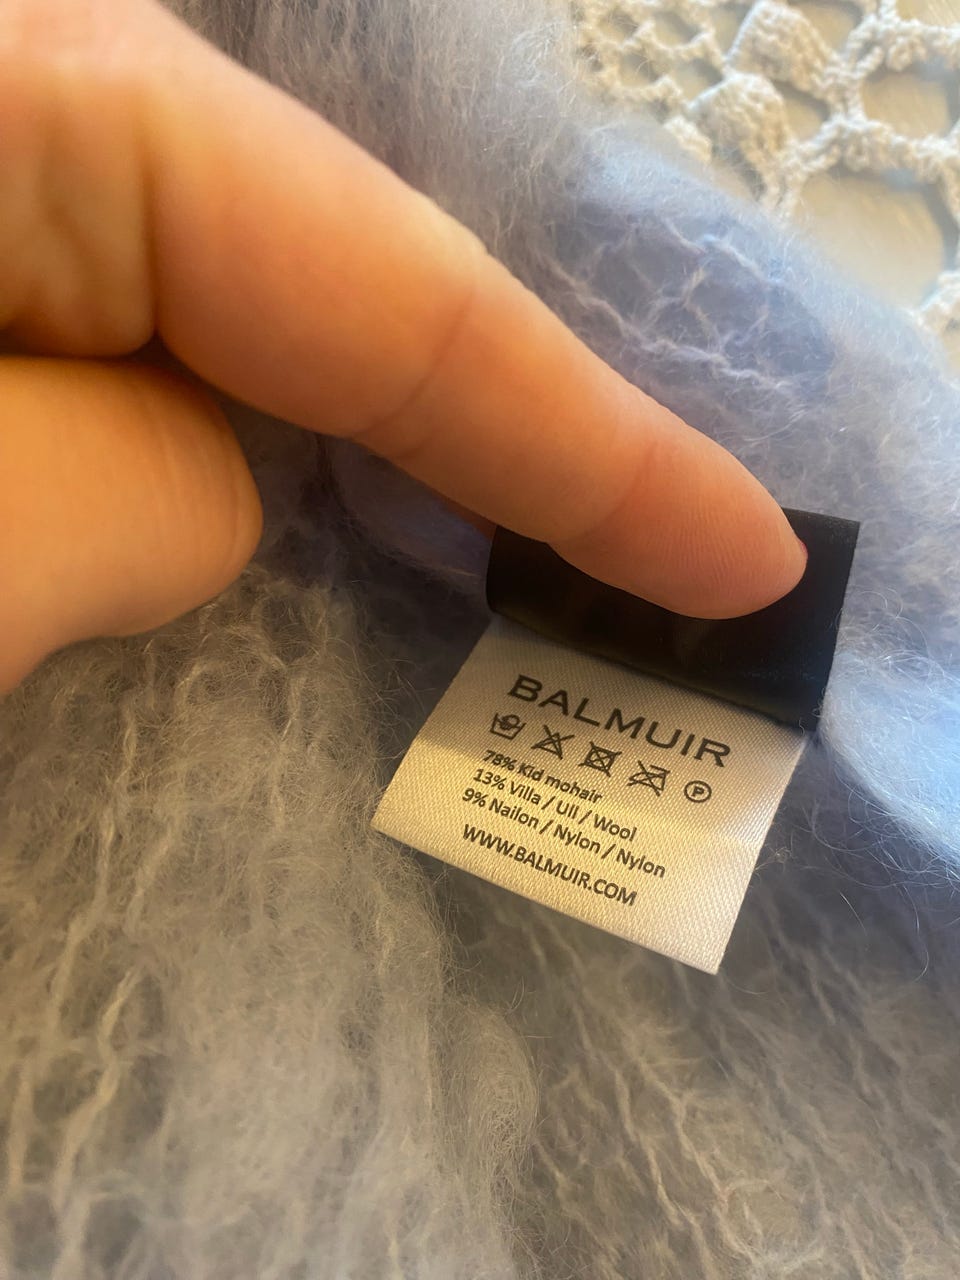 BALMUIR
P
78% Kid mohair
13% Villa / Ull / Wool
9% Nailon / Nylon / Nylon
WWW.BALMUIR.COM